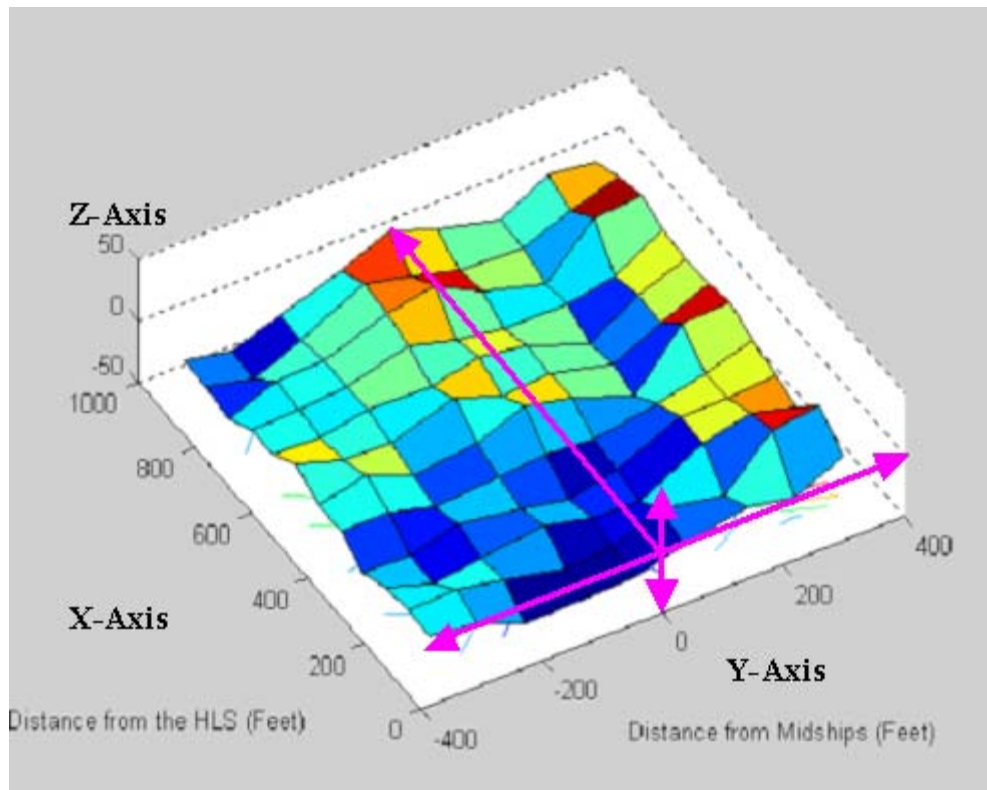 Z-Axis
50
0
-50
1000
800
600
400
200
0
X-Axis
Distance from the HLS (Feet)
-400
-200
0
200
400
Y-Axis
Distance from Midships (Feet)